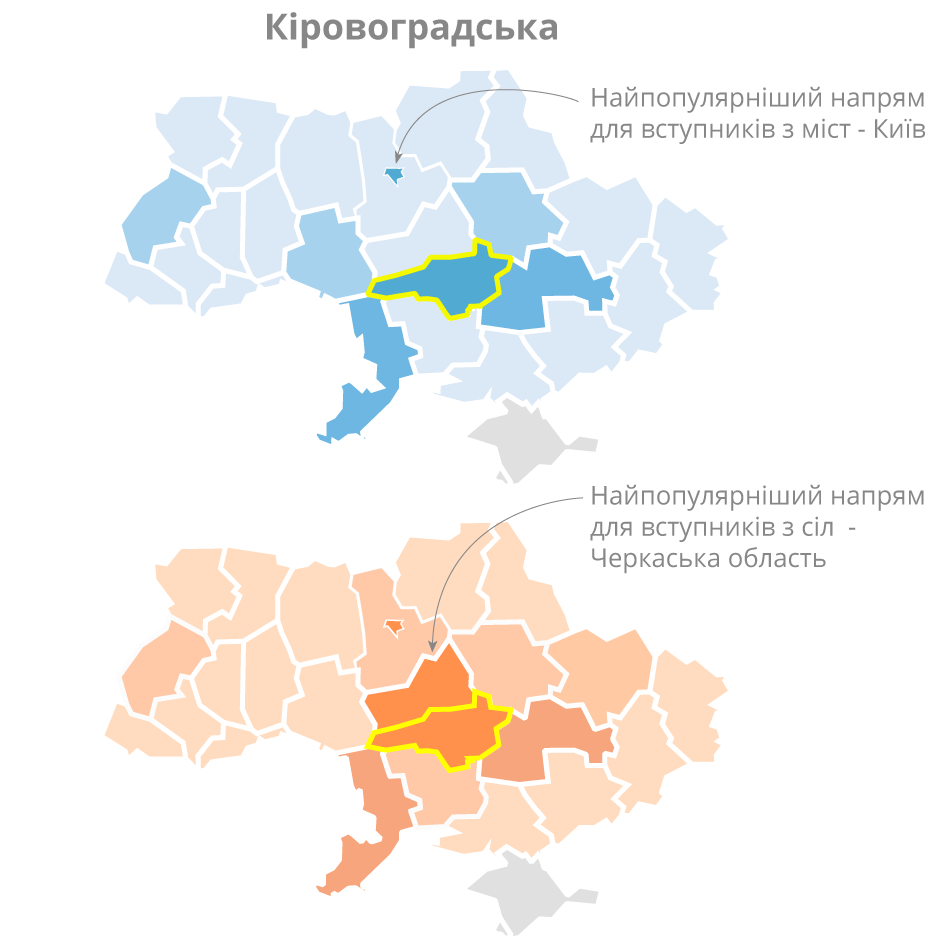 Кіровоградська
Найпопулярніший напрям
для вступників з міст - Київ
Найпопулярніший напрям
для вступників з сіл -
Черкаська область